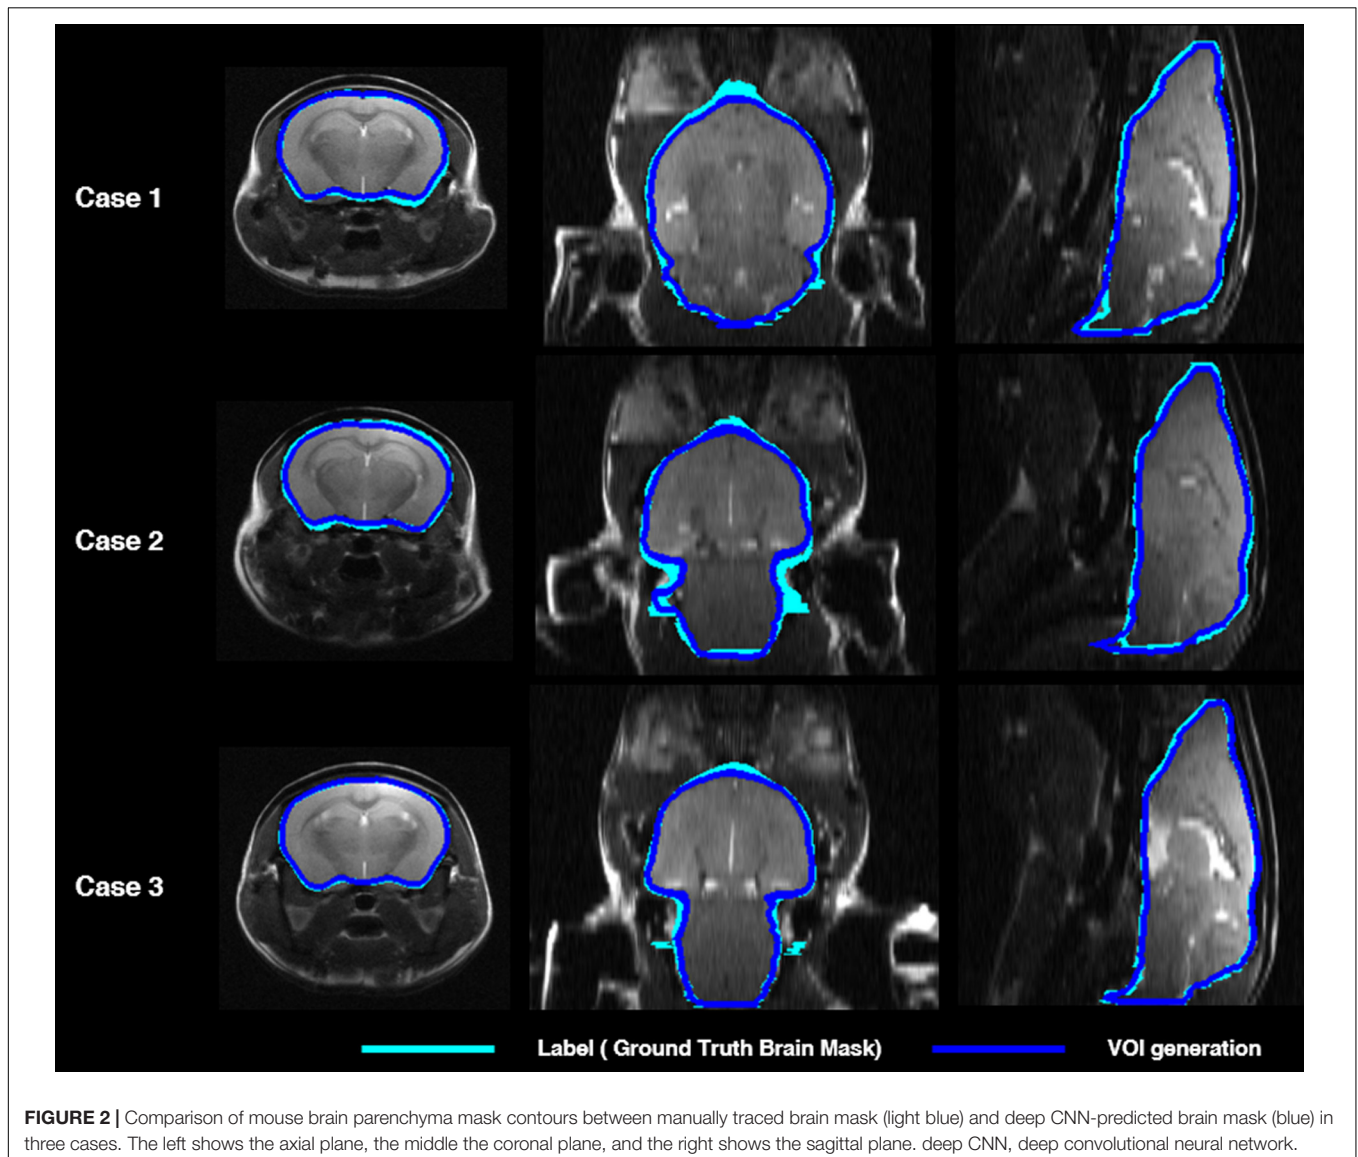 Case 1
Case 2
Case 3
Label ( Ground Truth Brain Mask)
VOI generation
FIGURE 2 | Comparison of mouse brain parenchyma mask contours between manually traced brain mask (light blue) and deep CNN-predicted brain mask (blue) in
three cases. The left shows the axial plane, the middle the coronal plane, and the right shows the sagittal plane. deep CNN, deep convolutional neural network.